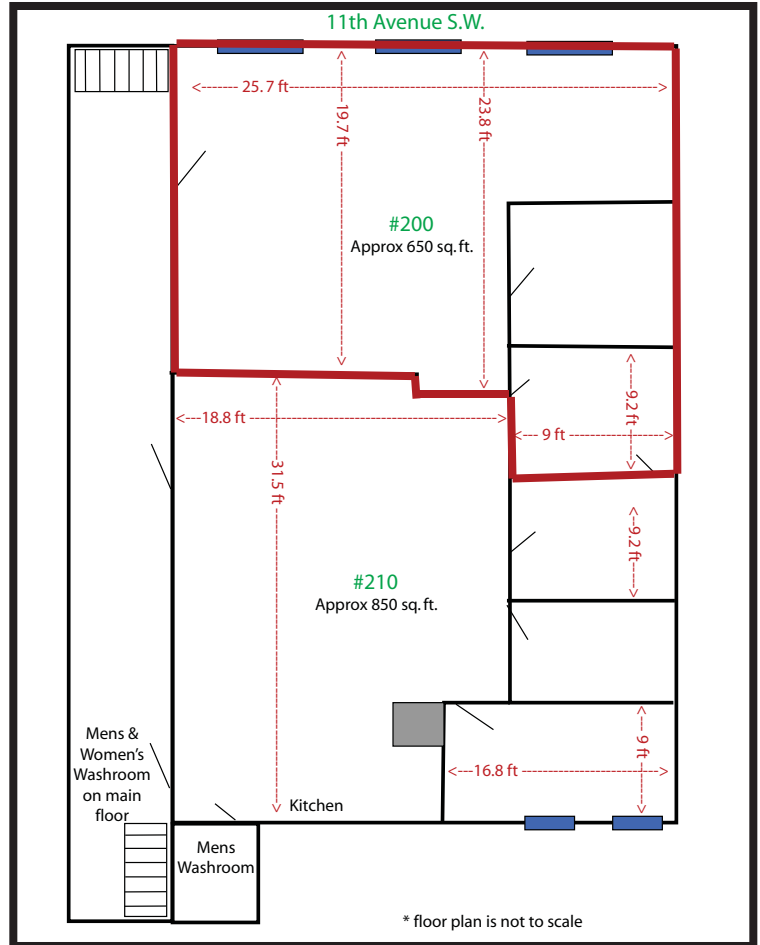 11th Avenue S.W.
<---25.7 ft------>
<---19.7 ft------>
<---23.8 ft------>
#200
Approx 650 sq. ft.
<---9.2 ft--->
<---9 ft------>
<---18.8 ft------>
<---31.5 ft------>
<---9.2 ft--->
#210
Approx 850 sq. ft.
<---9 ft--->
<---16.8 ft------>
Mens &
Women's
Washroom
on main
floor
Kitchen
Mens
Washroom
* floor plan is not to scale